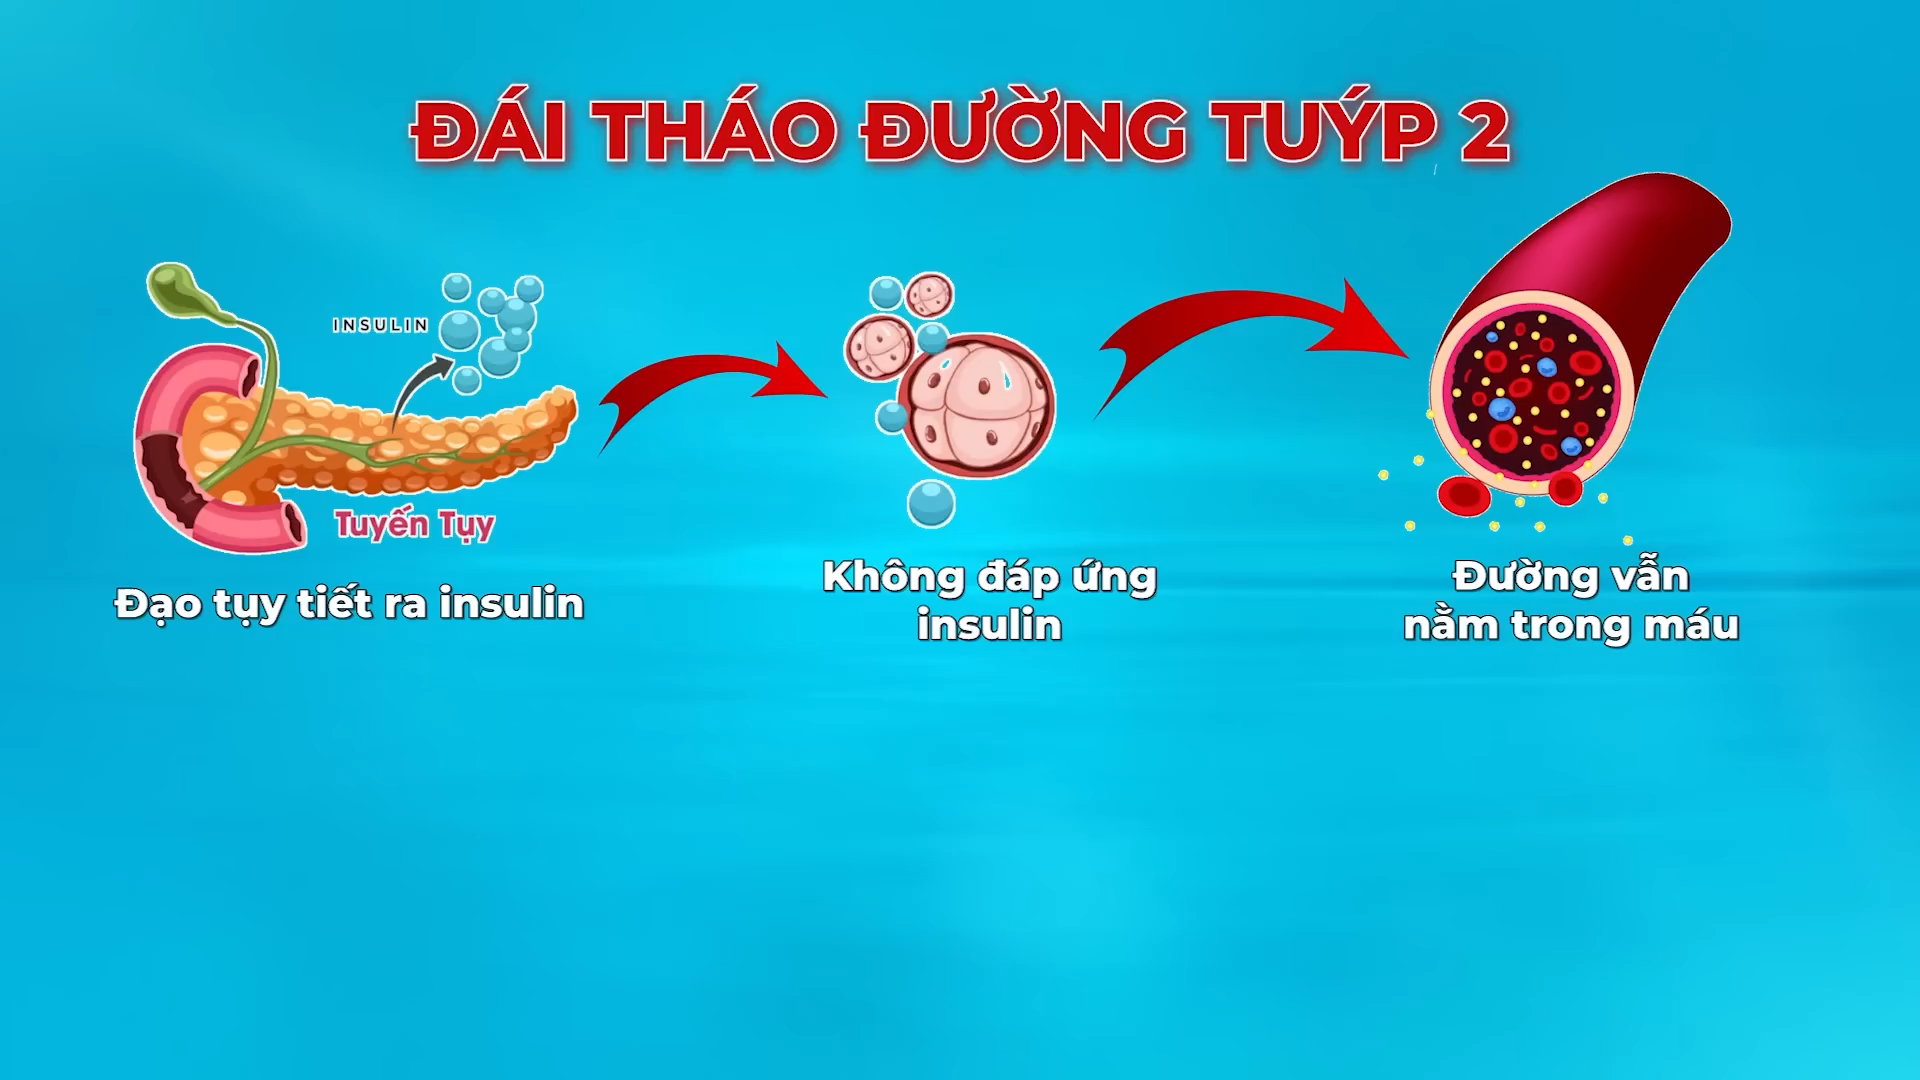 ĐÁI THÁO ĐƯỜNG TUÝP 2
INSULIN
Tuyến Tụy
Đạo tụy tiết ra insulin
Không đáp ứng
insulin
Đường vẫn
nằm trong máu